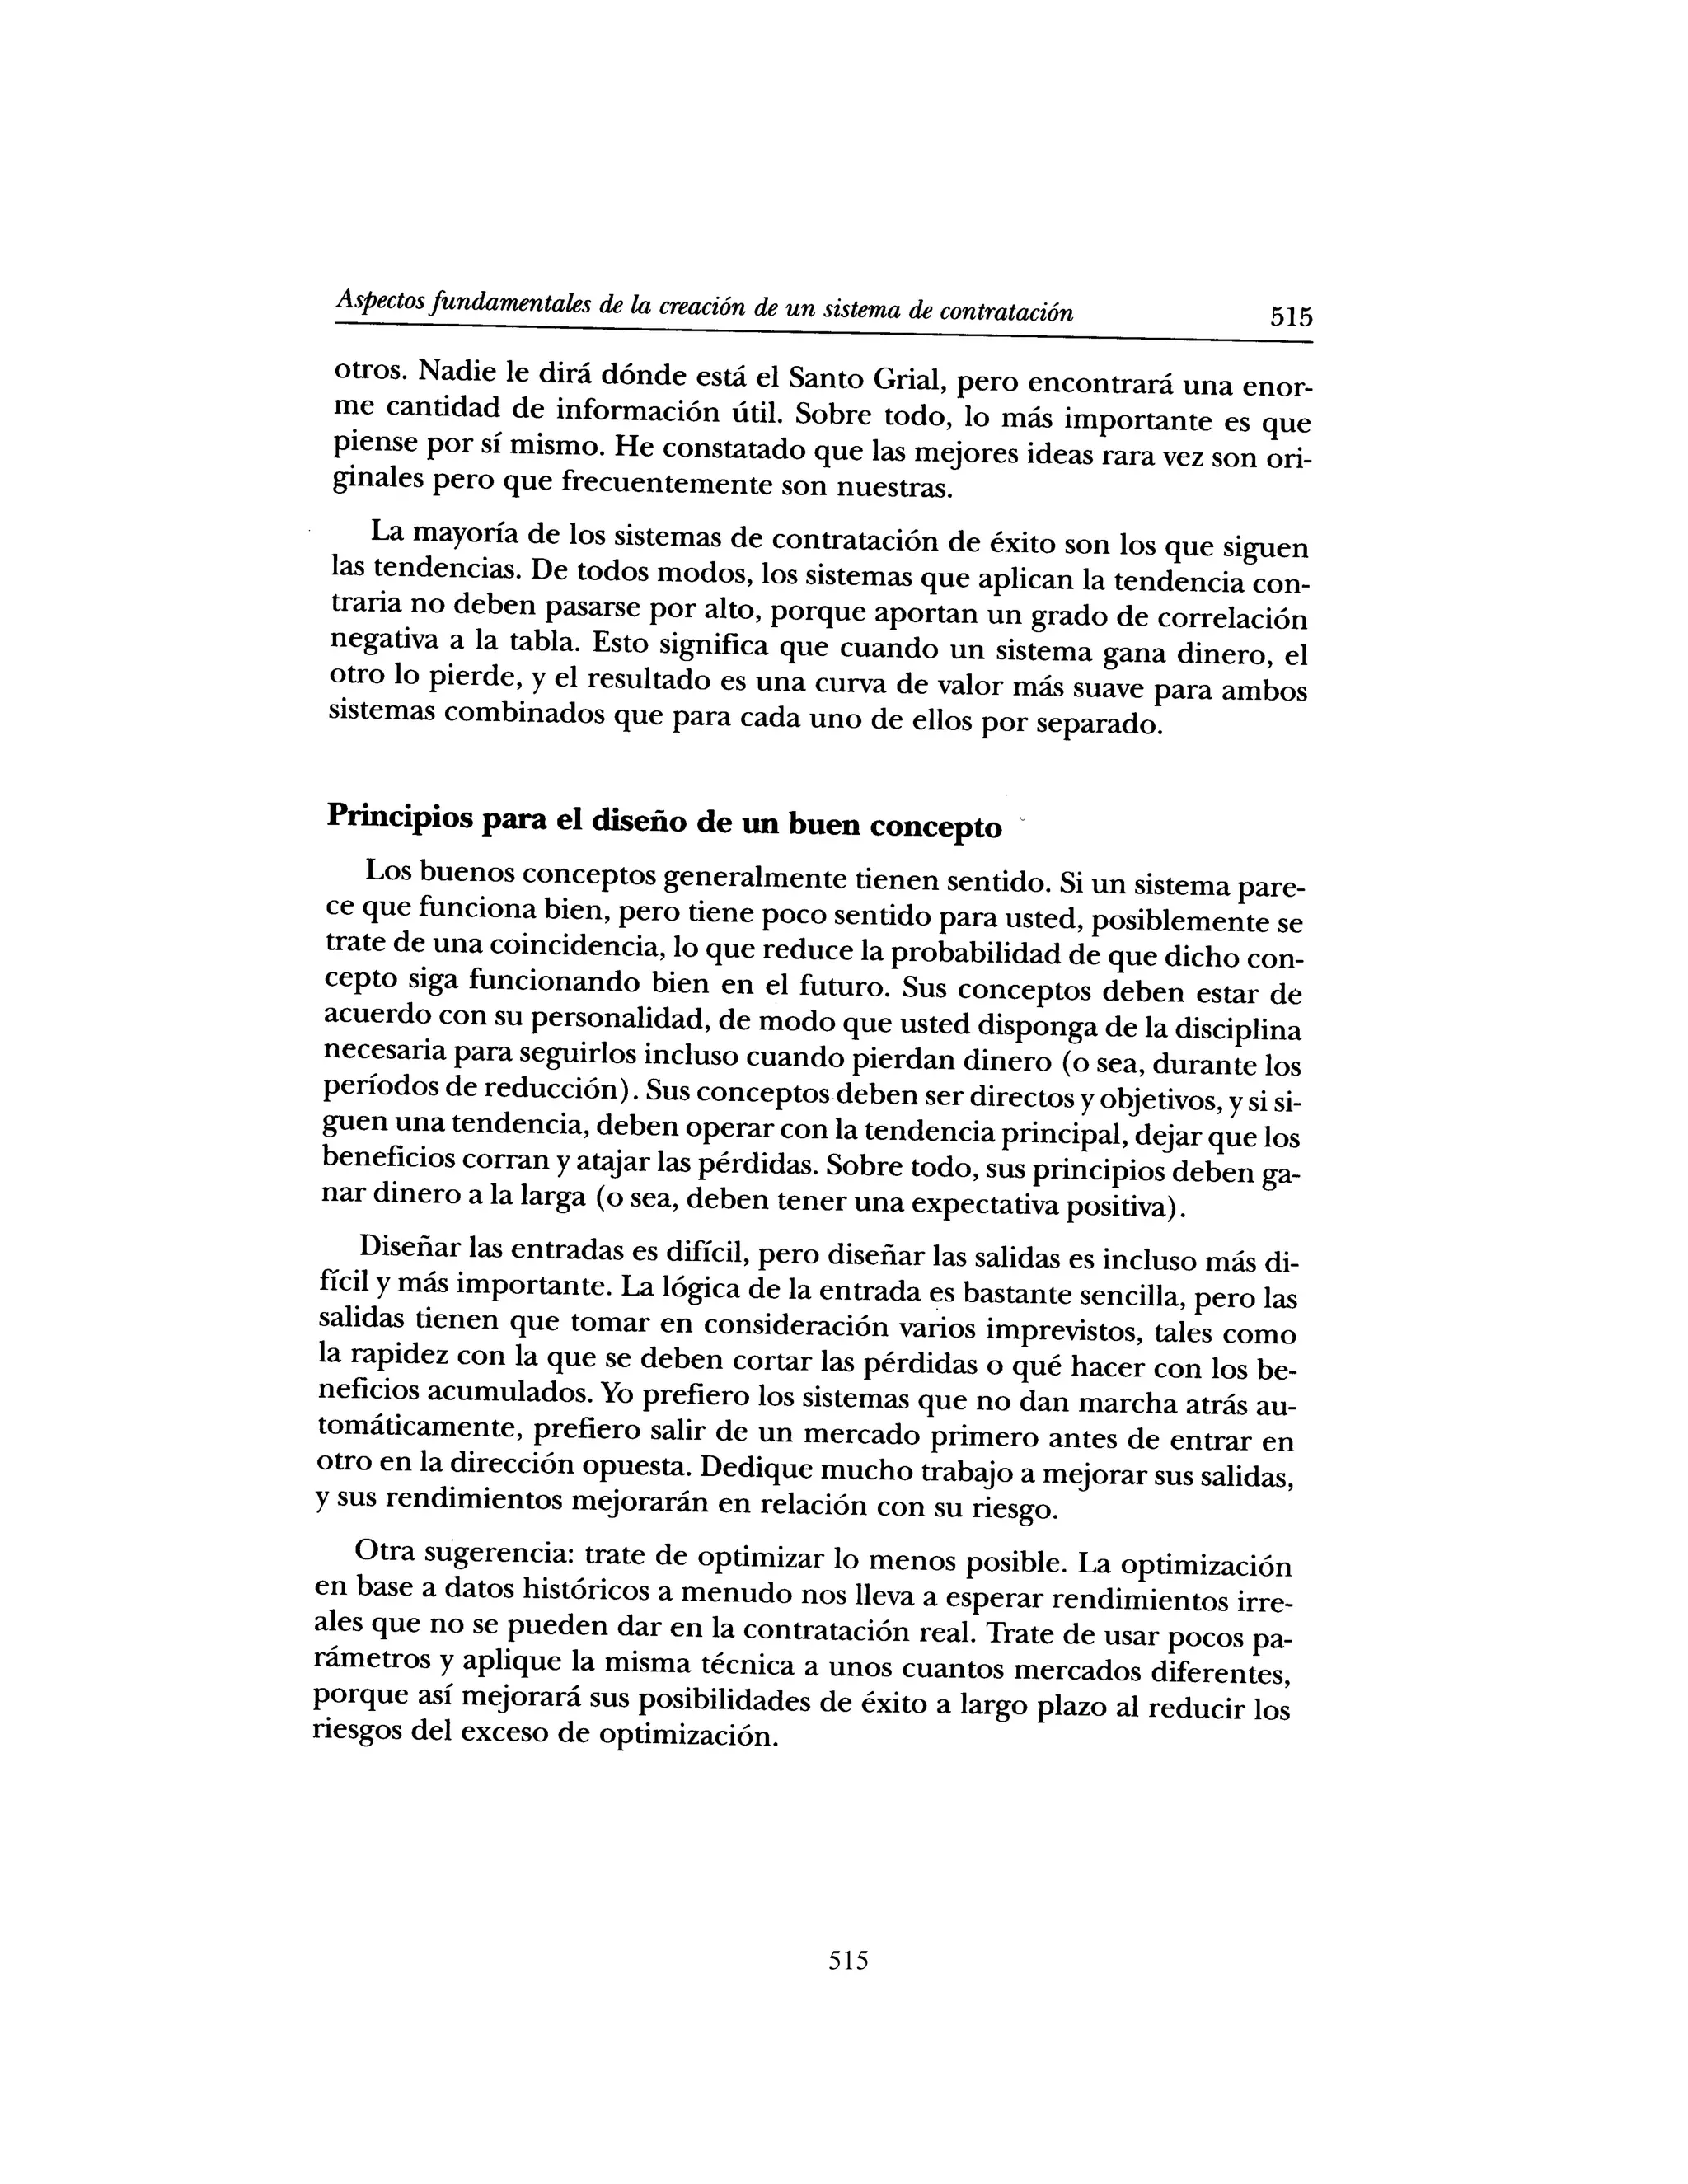 Aspectos fundamentales de la creación de un sistema de contratación 515
otros. Nadie le dirá dónde está el Santo Grial, pero encontrará una enor-
me cantidad de información útil. Sobre todo, lo más importante es que
piense por sí mismo. He constatado que las mejores ideas rara vez son ori-
ginales pero que frecuentemente son nuestras.
La mayoría de los sistemas de contratación de éxito son los que siguen
las tendencias. De todos modos, los sistemas que aplican la tendencia con-
traria no deben pasarse por alto, porque aportan un grado de correlación
negativa a la tabla. Esto significa que cuando un sistema gana dinero, el
otro lo pierde, y el resultado es una curva de valor más suave para ambos
sistemas combinados que para cada uno de ellos por separado.
Principios para el diseño de un buen concepto
Los buenos conceptos generalmente tienen sentido. Si un sistema pare-
ce que funciona bien, pero tiene poco sentido para usted, posiblemente se
trate de una coincidencia, lo que reduce la probabilidad de que dicho con-
cepto siga funcionando bien en el futuro. Sus conceptos deben estar de
acuerdo con su personalidad, de modo que usted disponga de la disciplina
necesaria para seguirlos incluso cuando pierdan dinero (o sea, durante los
períodos de reducción). Sus conceptos deben ser directos y objetivos, y si si-
guen una tendencia, deben operar con la tendencia principal, dejar que los
beneficios corran y atajar las pérdidas. Sobre todo, sus principios deben ga-
nar dinero a la larga (o sea, deben tener una expectativa positiva).
Diseñar las entradas es difícil, pero diseñar las salidas es incluso más di-
fícil y más importante. La lógica de la entrada es bastante sencilla, pero las
salidas tienen que tomar en consideración varios imprevistos, tales como
la rapidez con la que se deben cortar las pérdidas o qué hacer con los be-
neficios acumulados. Yo prefiero los sistemas que no dan marcha atrás au-
tomáticamente, prefiero salir de un mercado primero antes de entrar en
otro en la dirección opuesta. Dedique mucho trabajo a mejorar sus salidas,
y sus rendimientos mejorarán en relación con su riesgo.
Otra sugerencia: trate de optimizar lo menos posible. La optimización
en base a datos históricos a menudo nos lleva a esperar rendimientos irre-
ales que no se pueden dar en la contratación real. Trate de usar pocos pa-
rámetros y aplique la misma técnica a unos cuantos mercados diferentes,
porque así mejorará sus posibilidades de éxito a largo plazo al reducir los
riesgos del exceso de optimización.
515